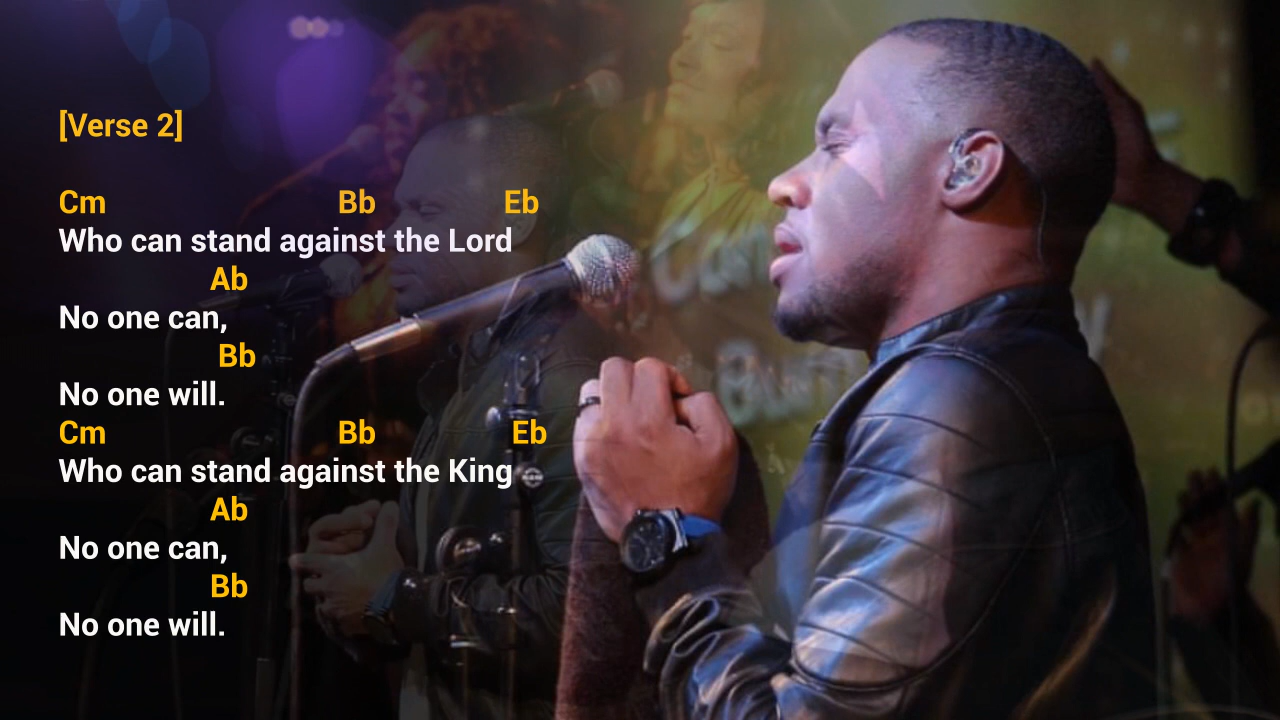 [Verse 2]
Cm Bb Eb
Who can stand against the Lord
Ab
No one can,
Bb
No one will.
Cm Bb Eb
Who can stand against the King
Ab
No one can,
Bb
No one will.